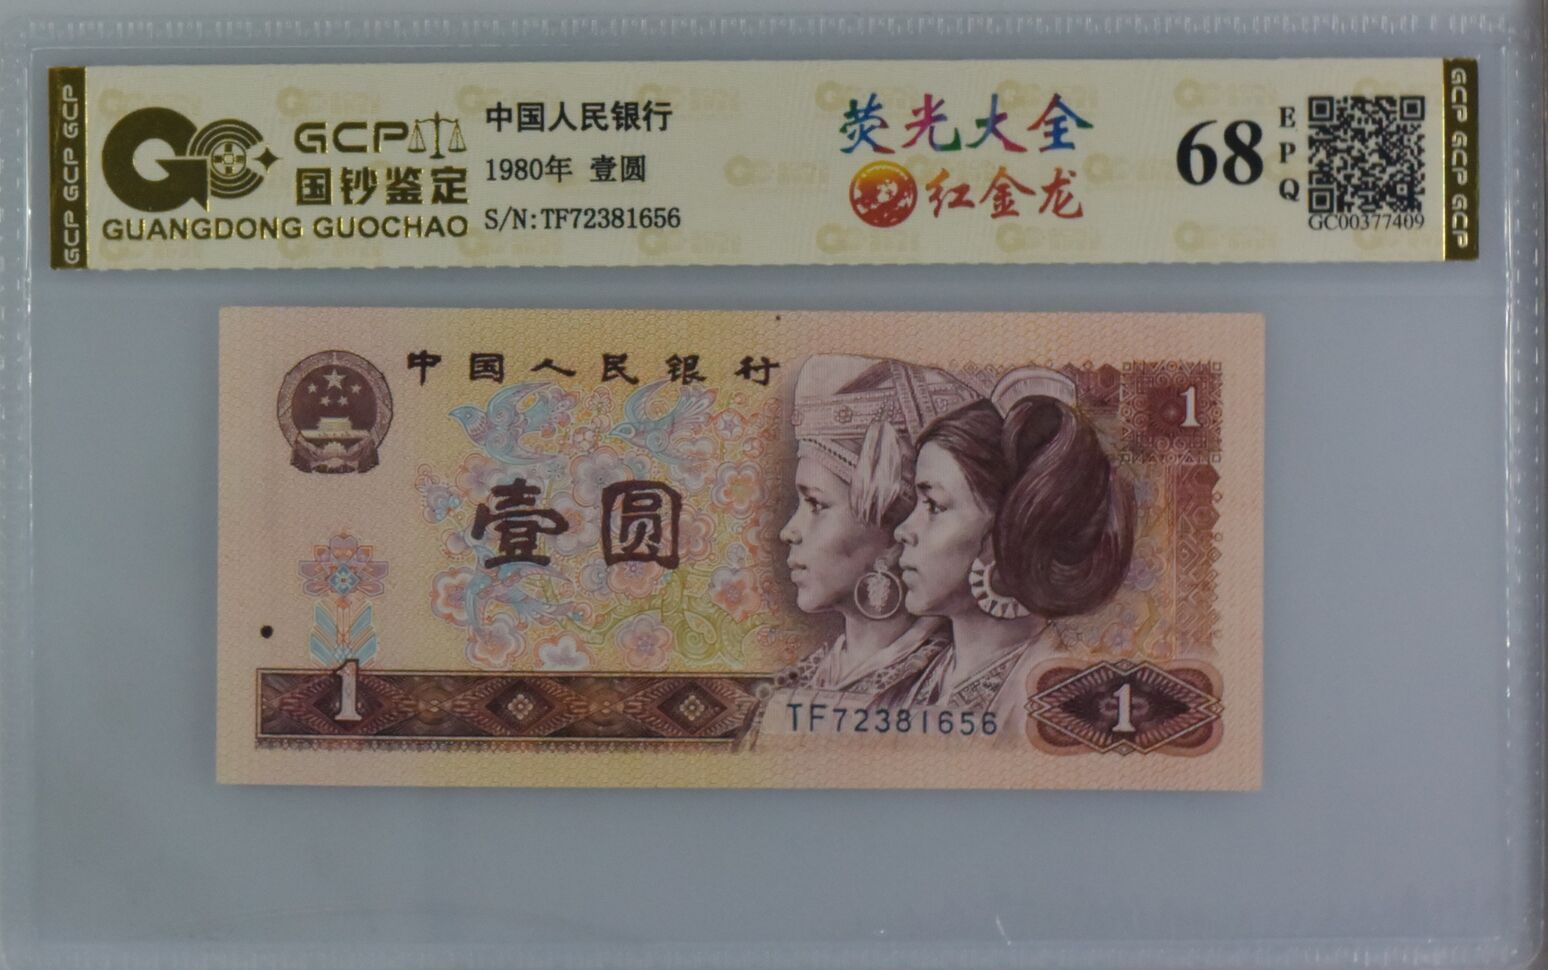 GCP GCP GCP
GCP
国钞鉴定
GUANGDONG GUOCHAO
中国人民银行
1980年 壹圆
S/N:TF72381656
荧光大全
红金龙
68
EPQ
GC00377409
GCP GCP GCP
中国人民银行
1
壹圆
1
TF72381656
1